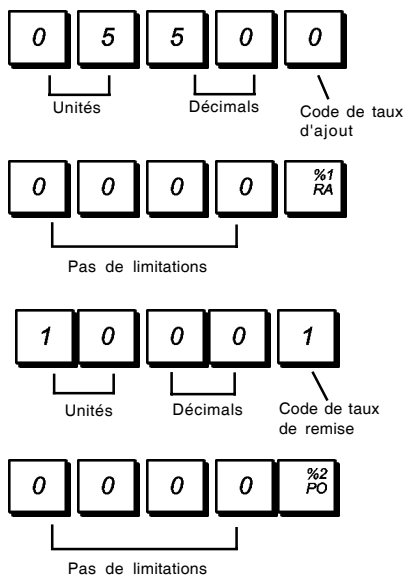 0 5 5 0 0
Unités Décimals Code de taux
d'ajout
0 0 0 0 %1
RA
Pas de limitations
1 0 0 0 1
Unités Décimals Code de taux
de remise
0 0 0 0 %2
PO
Pas de limitations